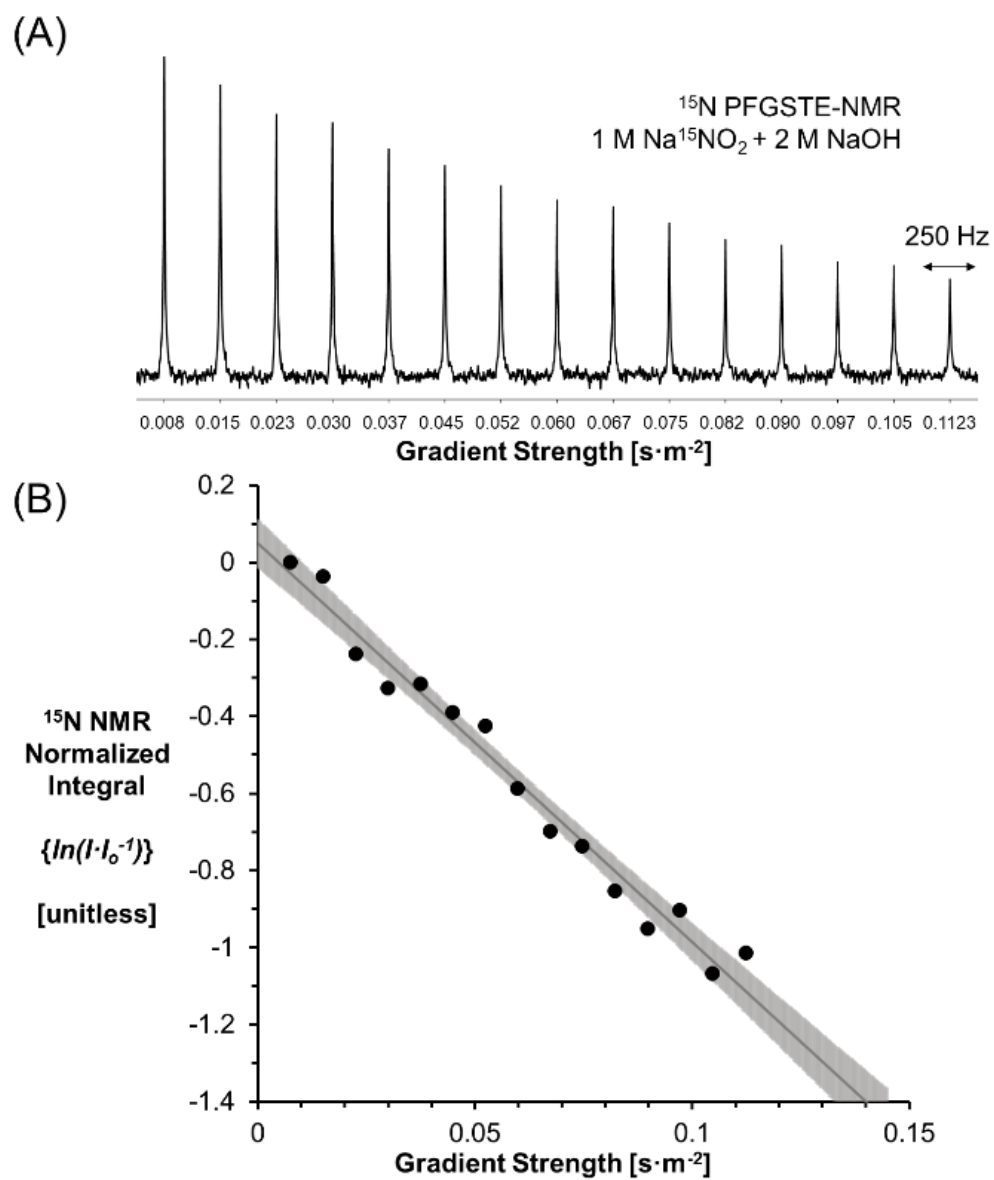 (A)
¹⁵N PFGSTE-NMR
1 M Na¹⁵NO₂ + 2 M NaOH
250 Hz
0.008 0.015 0.023 0.030 0.037 0.045 0.052 0.060 0.067 0.075 0.082 0.090 0.097 0.105 0.1123
Gradient Strength [s·m⁻²]
(B)
0.2
0
-0.2
-0.4
-0.6
-0.8
-1
-1.2
-1.4
¹⁵N NMR
Normalized
Integral
{ln(I·Iₒ⁻¹)}
[unitless]
0 0.05 0.1 0.15
Gradient Strength [s·m⁻²]